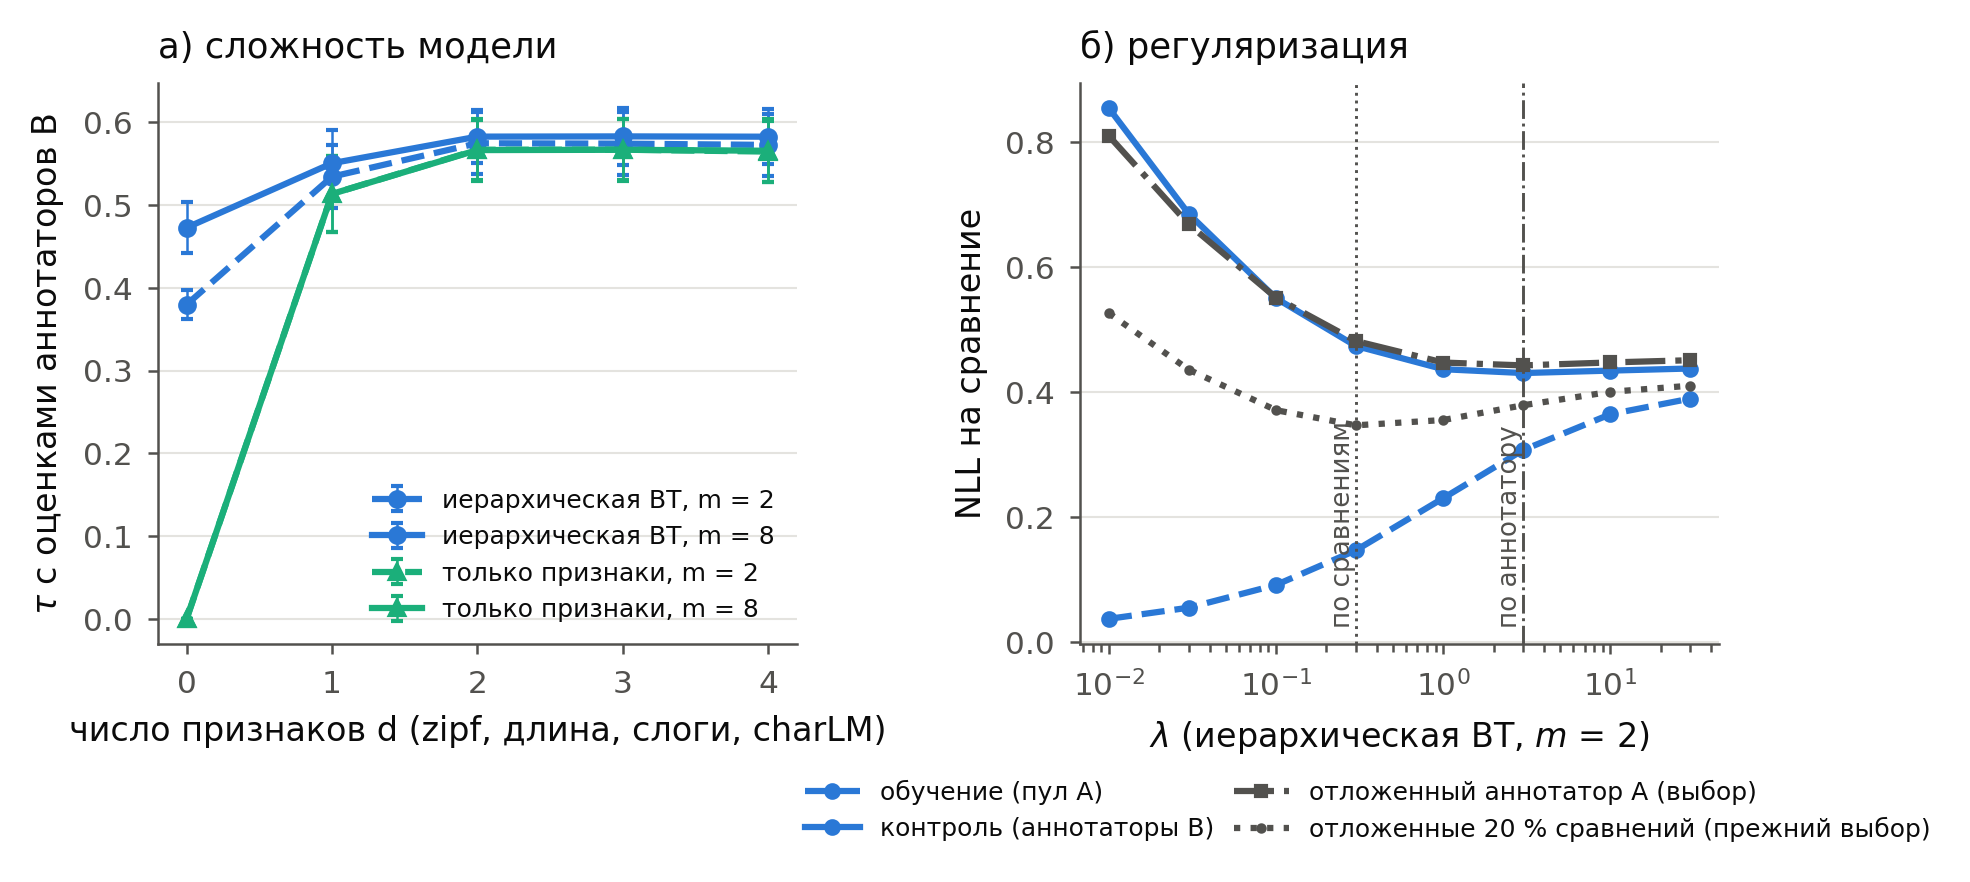 а) сложность модели
τ с оценками аннотаторов B
0.6
0.5
0.4
0.3
0.2
0.1
0.0
иерархическая BT, m = 2
иерархическая BT, m = 8
только признаки, m = 2
только признаки, m = 8
0 1 2 3 4
число признаков d (zipf, длина, слоги, charLM)
б) регуляризация
NLL на сравнение
0.8
0.6
0.4
0.2
0.0
по сравнениям
по аннотатору
10⁻² 10⁻¹ 10⁰ 10¹
λ (иерархическая BT, m = 2)
обучение (пул A)
контроль (аннотаторы B)
отложенный аннотатор A (выбор)
отложенные 20 % сравнений (прежний выбор)